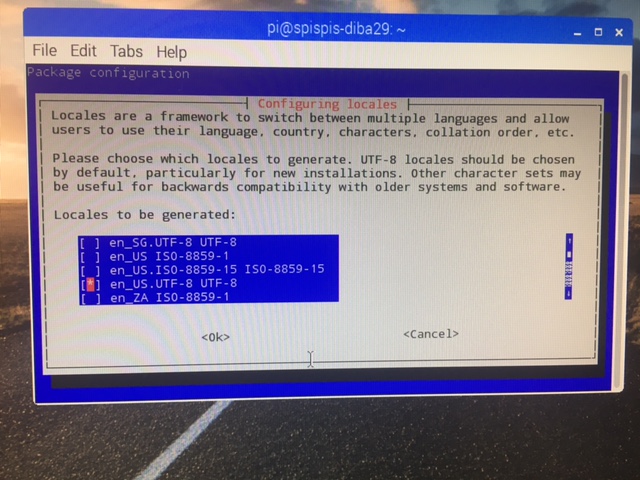 pi@spispis-diba29: ~
File Edit Tabs Help
Package configuration
Configuring locales
Locales are a framework to switch between multiple languages and allow
users to use their language, country, characters, collation order, etc.
Please choose which locales to generate. UTF-8 locales should be chosen
by default, particularly for new installations. Other character sets may
be useful for backwards compatibility with older systems and software.
Locales to be generated:
[ ] en_SG.UTF-8 UTF-8
[ ] en_US ISO-8859-1
[ ] en_US.ISO-8859-15 ISO-8859-15
[*] en_US.UTF-8 UTF-8
[ ] en_ZA ISO-8859-1
<Ok> <Cancel>